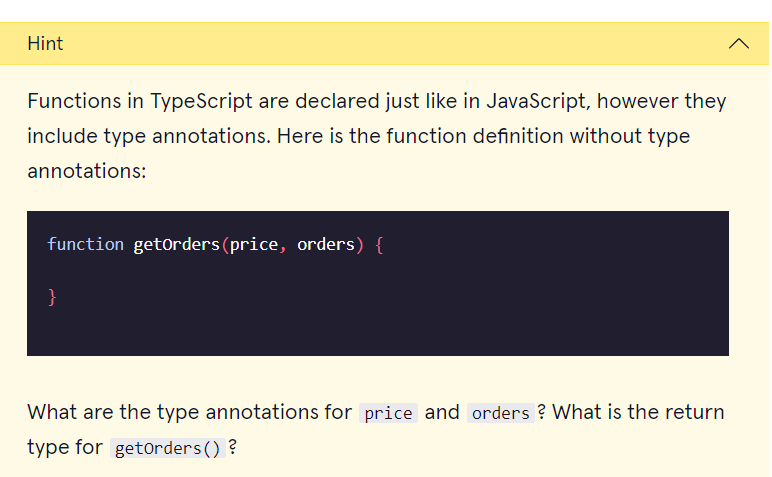 Hint
Functions in TypeScript are declared just like in JavaScript, however they
include type annotations. Here is the function definition without type
annotations:
function getOrders(price, orders) {
}
What are the type annotations for price and orders? What is the return
type for getOrders()?